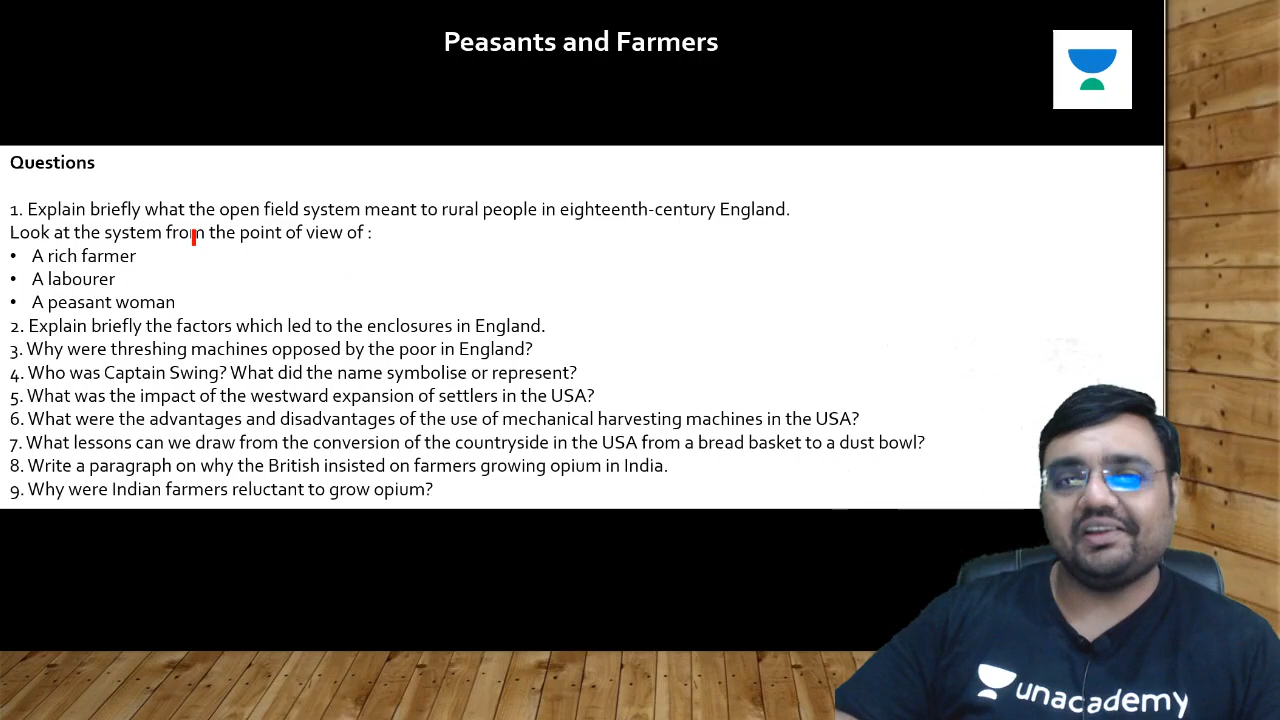 Peasants and Farmers
Questions
1. Explain briefly what the open field system meant to rural people in eighteenth-century England.
Look at the system from the point of view of :
• A rich farmer
• A labourer
• A peasant woman
2. Explain briefly the factors which led to the enclosures in England.
3. Why were threshing machines opposed by the poor in England?
4. Who was Captain Swing? What did the name symbolise or represent?
5. What was the impact of the westward expansion of settlers in the USA?
6. What were the advantages and disadvantages of the use of mechanical harvesting machines in the USA?
7. What lessons can we draw from the conversion of the countryside in the USA from a bread basket to a dust bowl?
8. Write a paragraph on why the British insisted on farmers growing opium in India.
9. Why were Indian farmers reluctant to grow opium?
unacademy